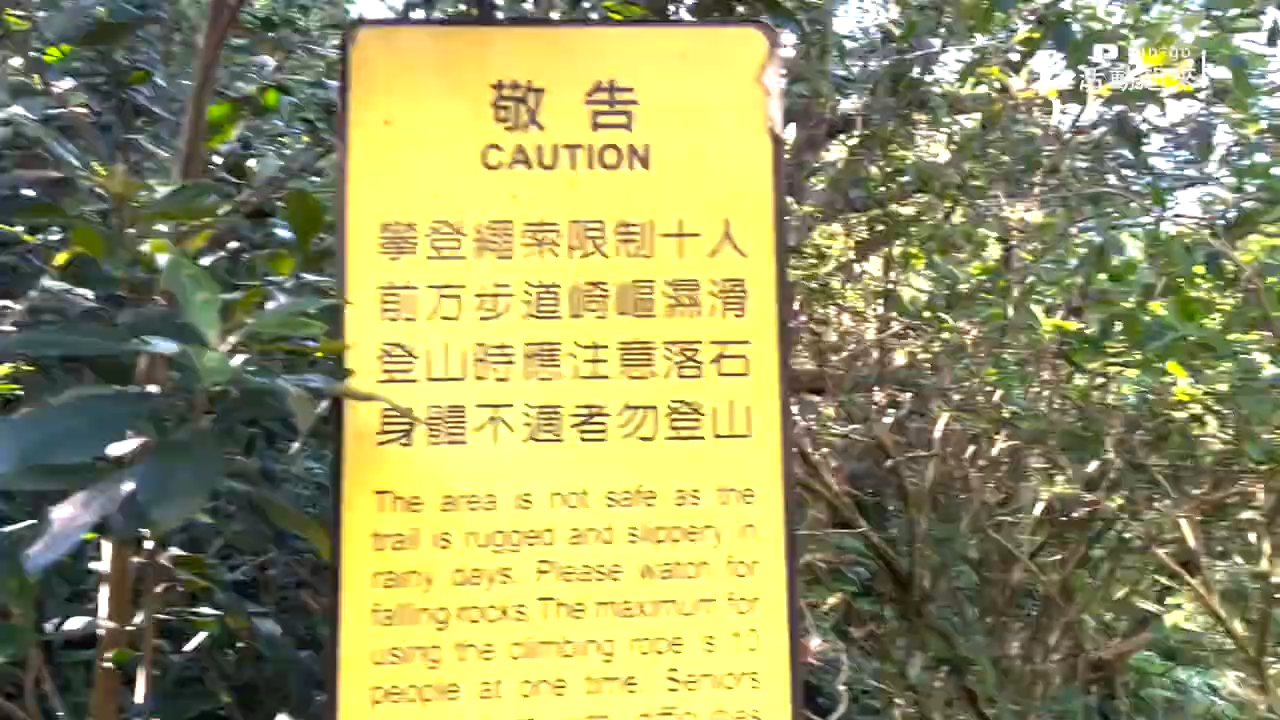 敬告
CAUTION
攀登繩索限制十人
前方步道崎嶇濕滑
登山時應注意落石
身體不適者勿登山
The area is not safe as the
trail is rugged and slippery in
rainy days. Please watch for
falling rocks. The maximum for
using the climbing rope is 10
people at one time. Seniors